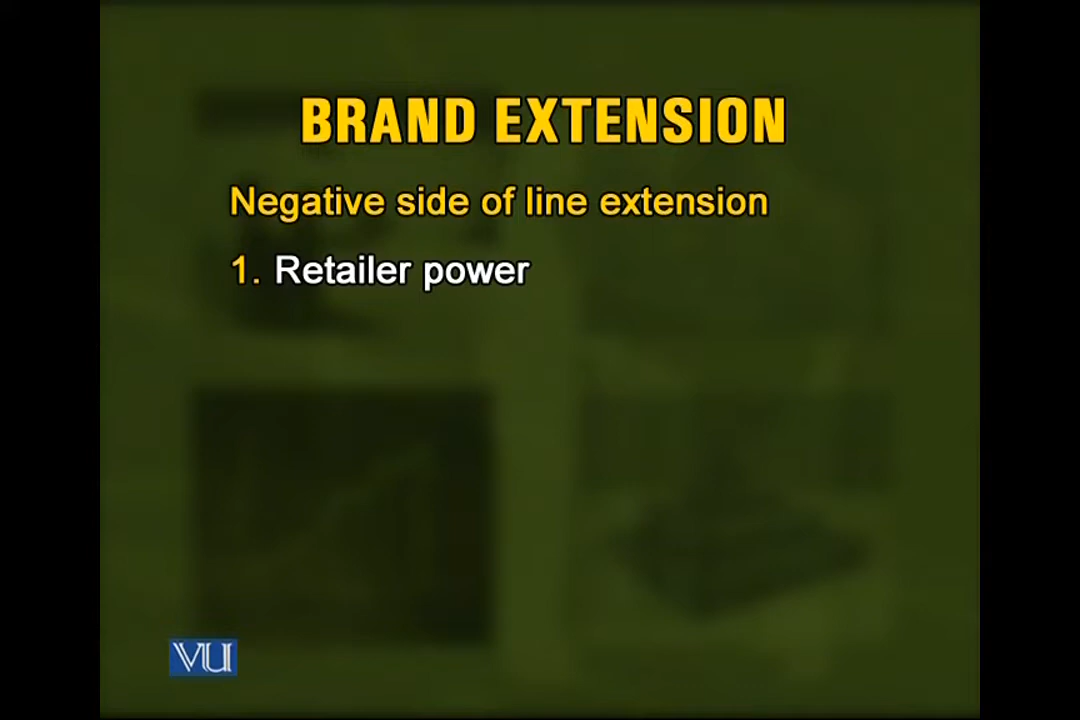 BRAND EXTENSION
Negative side of line extension
1. Retailer power
VU